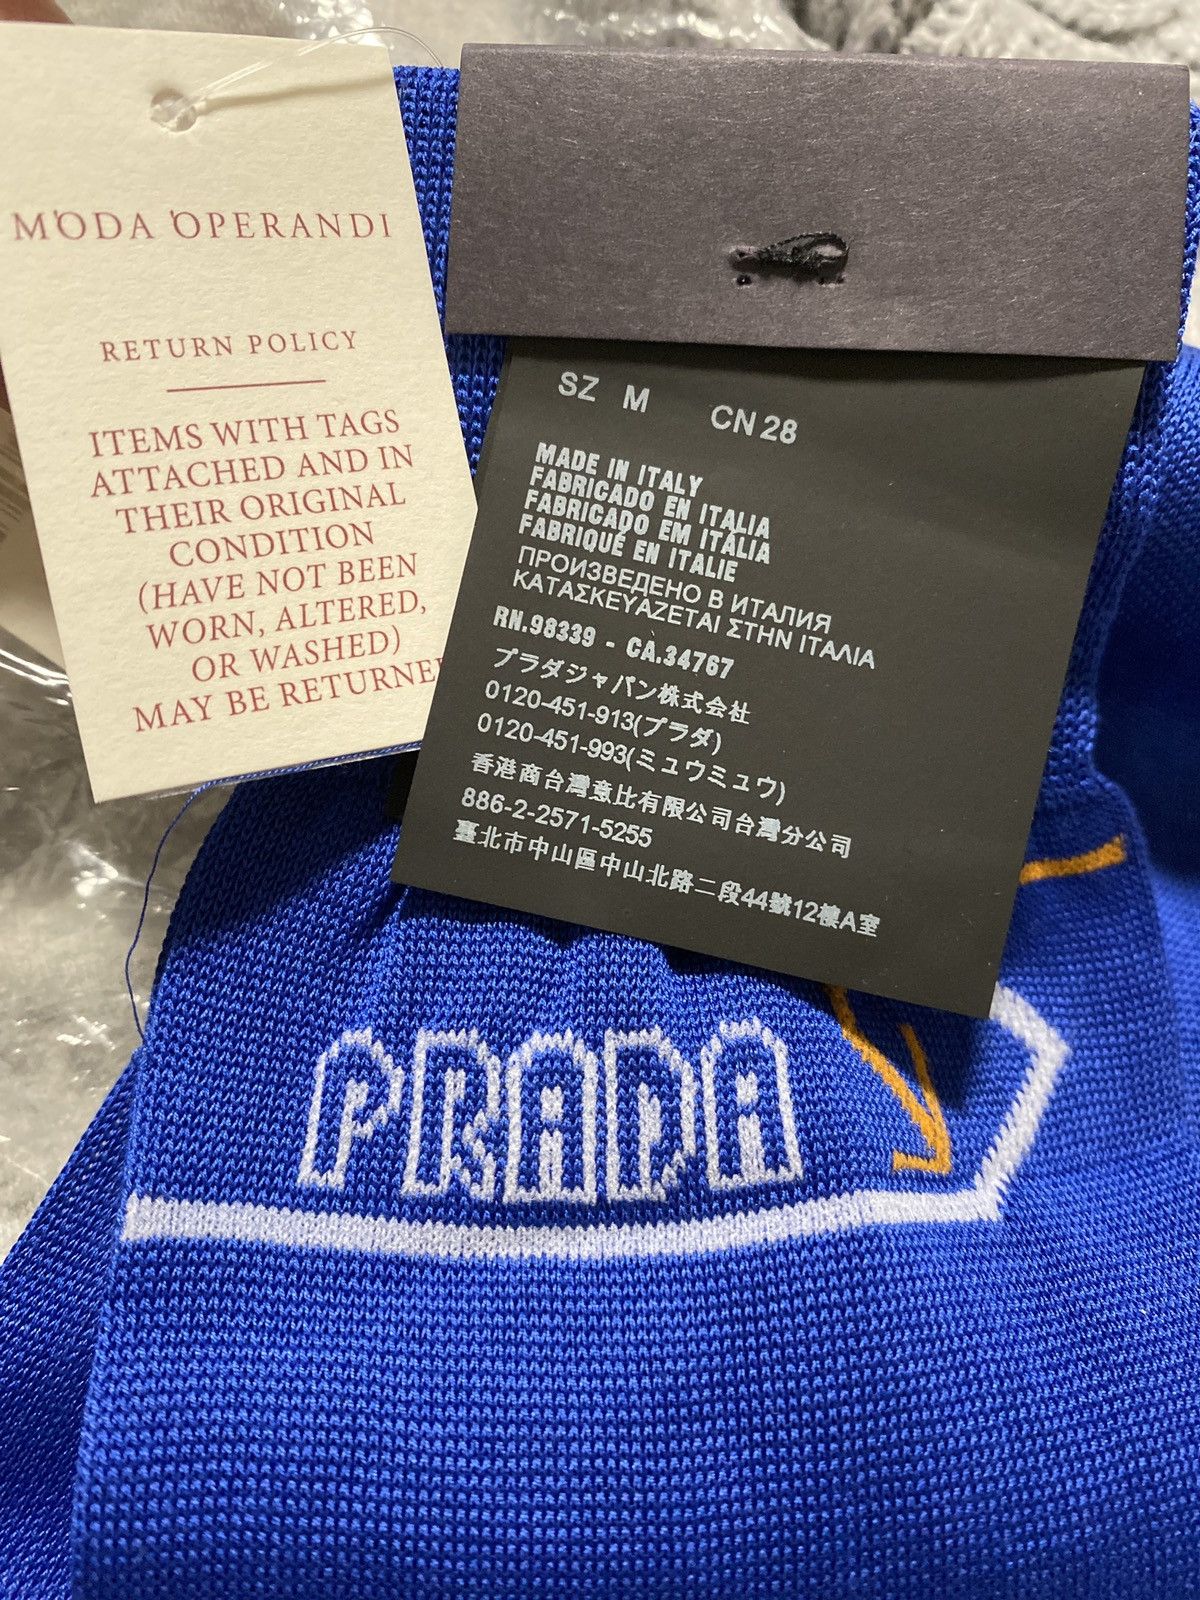 MODA OPERANDI
RETURN POLICY
ITEMS WITH TAGS
ATTACHED AND IN
THEIR ORIGINAL
CONDITION
(HAVE NOT BEEN
WORN, ALTERED,
OR WASHED)
MAY BE RETURNE
SZ M CN 28
MADE IN ITALY
FABRICADO EN ITALIA
FABRICADO EM ITÁLIA
FABRIQUÉ EN ITALIE
ПРОИЗВЕДЕНО В ИТАЛИЯ
ΚΑΤΑΣΚΕΥΑΖΕΤΑΙ ΣΤΗΝ ΙΤΑΛΙΑ
RN.98339 - CA.34767
プラダジャパン株式会社
0120-451-913(プラダ)
0120-451-993(ミュウミュウ)
香港商台灣意比有限公司台灣分公司
886-2-2571-5255
臺北市中山區中山北路二段44號12樓A室
PRADA